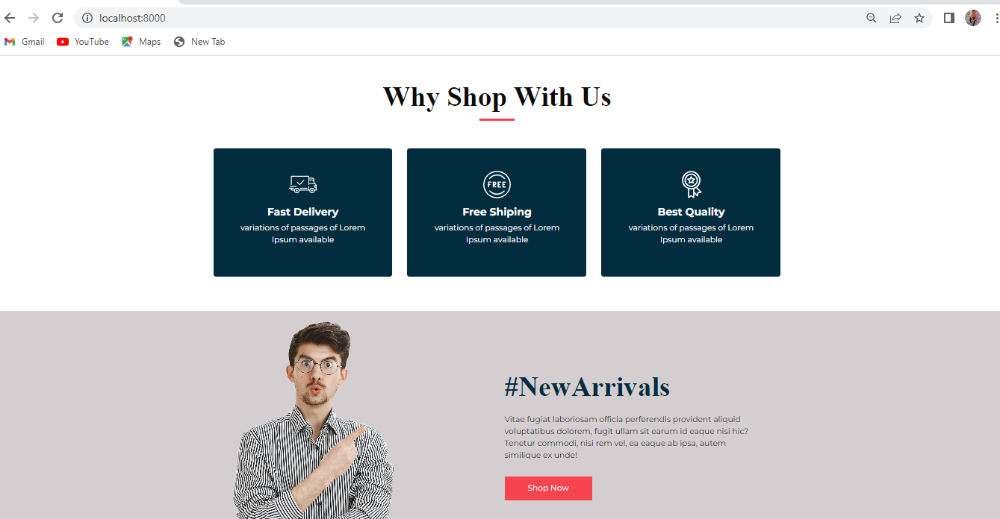 localhost:8000
Gmail YouTube Maps New Tab
Why Shop With Us
FREE
Fast Delivery
variations of passages of Lorem
Ipsum available
Free Shiping
variations of passages of Lorem
Ipsum available
Best Quality
variations of passages of Lorem
Ipsum available
#NewArrivals
Vitae fugiat laboriosam officia perferendis provident aliquid
voluptatibus dolorem, fugit ullam sit earum id eaque nisi hic?
Tenetur commodi, nisi rem vel, ea eaque ab ipsa, autem
similique ex unde!
Shop Now